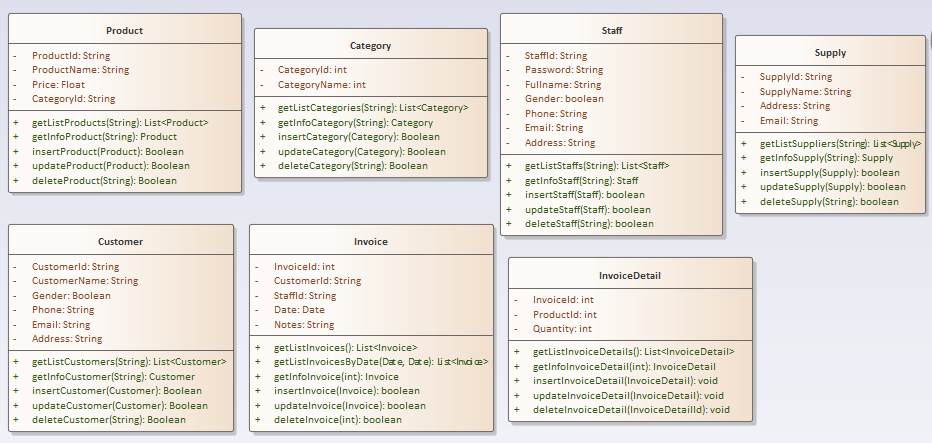 Product
- ProductId: String
- ProductName: String
- Price: Float
- CategoryId: String
+ getListProducts(String): List<Product>
+ getInfoProduct(String): Product
+ insertProduct(Product): Boolean
+ updateProduct(Product): Boolean
+ deleteProduct(String): Boolean
Category
- CategoryId: int
- CategoryName: int
+ getListCategories(String): List<Category>
+ getInfoCategory(String): Category
+ insertCategory(Category): Boolean
+ updateCategory(Category): Boolean
+ deleteCategory(String): Boolean
Staff
- StaffId: String
- Password: String
- Fullname: String
- Gender: boolean
- Phone: String
- Email: String
- Address: String
+ getListStaffs(String): List<Staff>
+ getInfoStaff(String): Staff
+ insertStaff(Staff): boolean
+ updateStaff(Staff): boolean
+ deleteStaff(String): boolean
Supply
- SupplyId: String
- SupplyName: String
- Address: String
- Email: String
+ getListSuppliers(String): List<Supply>
+ getInfoSupply(String): Supply
+ insertSupply(Supply): boolean
+ updateSupply(Supply): boolean
+ deleteSupply(String): boolean
Customer
- CustomerId: String
- CustomerName: String
- Gender: Boolean
- Phone: String
- Email: String
- Address: String
+ getListCustomers(String): List<Customer>
+ getInfoCustomer(String): Customer
+ insertCustomer(Customer): Boolean
+ updateCustomer(Customer): Boolean
+ deleteCustomer(String): Boolean
Invoice
- InvoiceId: int
- CustomerId: String
- StaffId: String
- Date: Date
- Notes: String
+ getListInvoices(): List<Invoice>
+ getListInvoicesByDate(Date, Date): List<Invoice>
+ getInfoInvoice(int): Invoice
+ insertInvoice(Invoice): boolean
+ updateInvoice(Invoice): boolean
+ deleteInvoice(int): boolean
InvoiceDetail
- InvoiceId: int
- ProductId: int
- Quantity: int
+ getListInvoiceDetails(): List<InvoiceDetail>
+ getInfoInvoiceDetail(int): InvoiceDetail
+ insertInvoiceDetail(InvoiceDetail): void
+ updateInvoiceDetail(InvoiceDetail): void
+ deleteInvoiceDetail(InvoiceDetailId): void